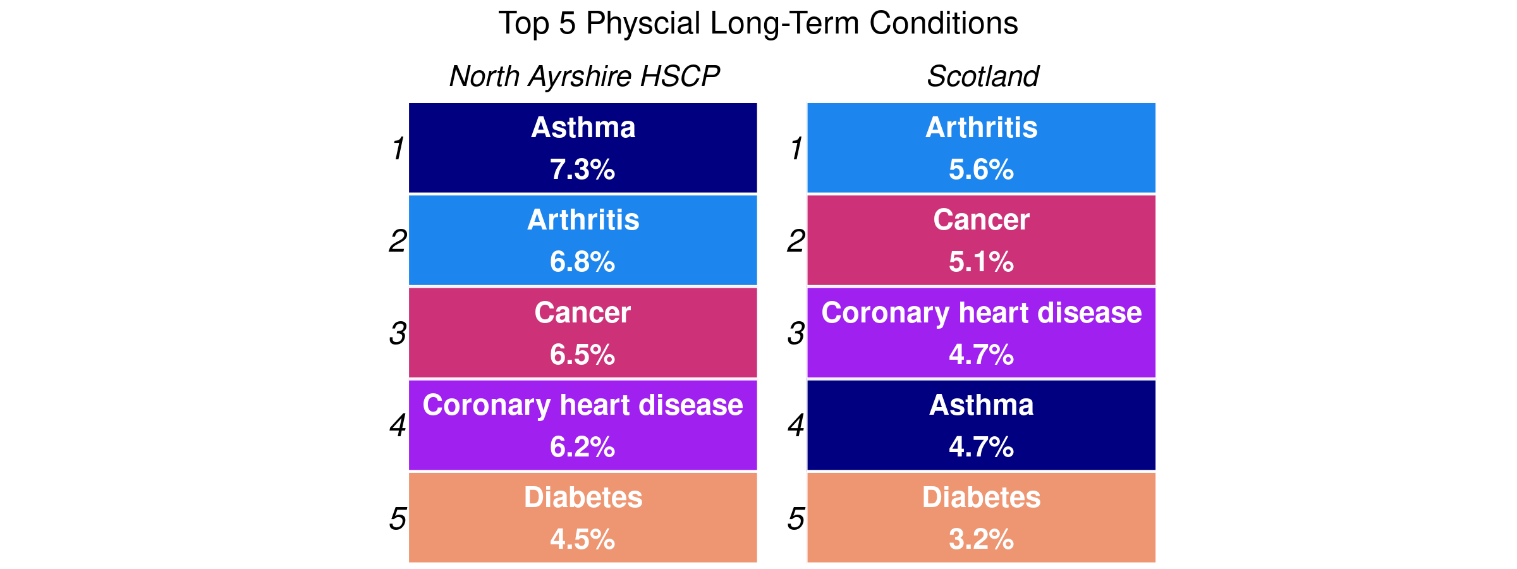 Top 5 Physcial Long-Term Conditions
North Ayrshire HSCP
1
Asthma
7.3%
2
Arthritis
6.8%
3
Cancer
6.5%
4
Coronary heart disease
6.2%
5
Diabetes
4.5%
Scotland
1
Arthritis
5.6%
2
Cancer
5.1%
3
Coronary heart disease
4.7%
4
Asthma
4.7%
5
Diabetes
3.2%